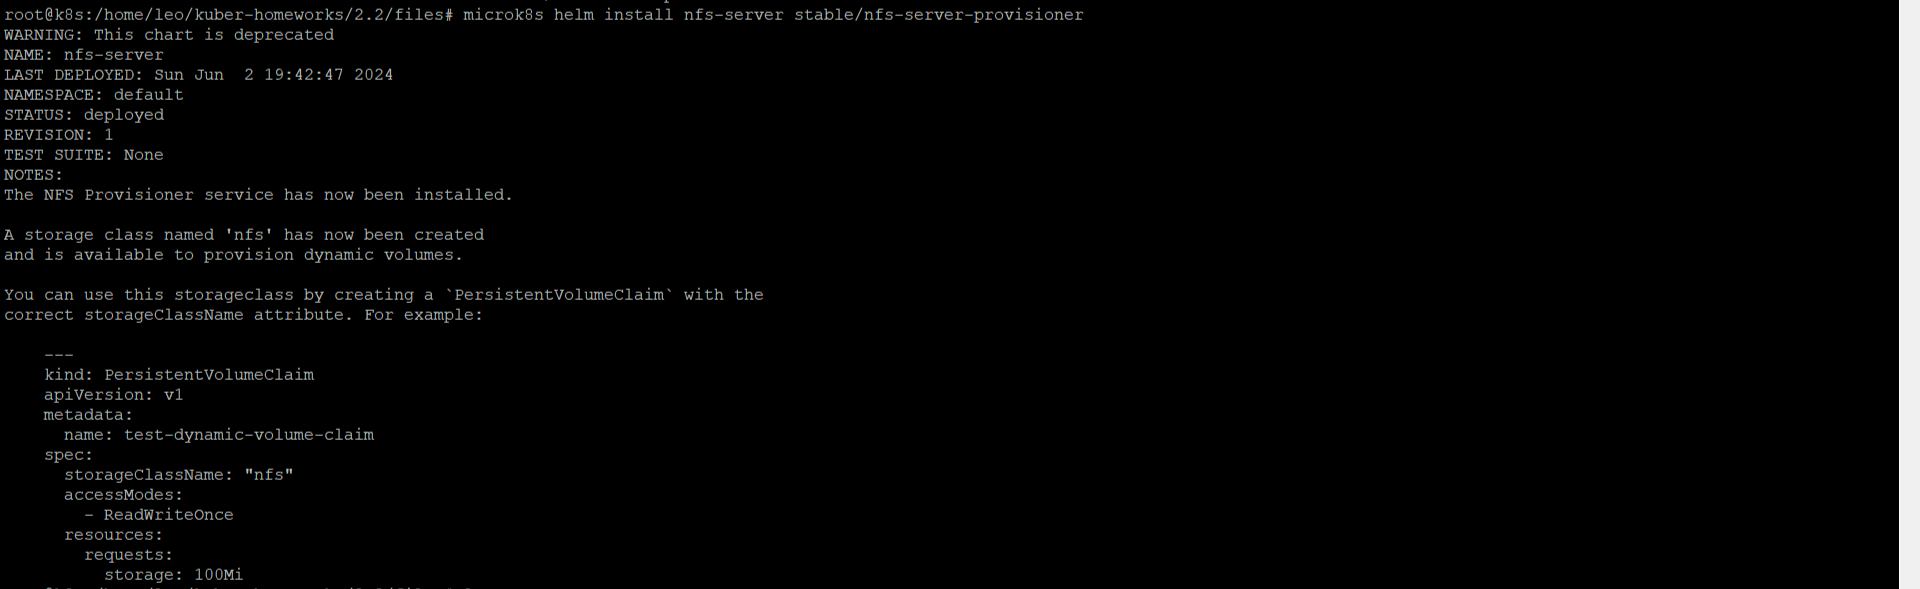 root@k8s:/home/leo/kuber-homeworks/2.2/files# microk8s helm install nfs-server stable/nfs-server-provisioner
WARNING: This chart is deprecated
NAME: nfs-server
LAST DEPLOYED: Sun Jun  2 19:42:47 2024
NAMESPACE: default
STATUS: deployed
REVISION: 1
TEST SUITE: None
NOTES:
The NFS Provisioner service has now been installed.

A storage class named 'nfs' has now been created
and is available to provision dynamic volumes.

You can use this storageclass by creating a `PersistentVolumeClaim` with the
correct storageClassName attribute. For example:

    ---
    kind: PersistentVolumeClaim
    apiVersion: v1
    metadata:
      name: test-dynamic-volume-claim
    spec:
      storageClassName: "nfs"
      accessModes:
        - ReadWriteOnce
      resources:
        requests:
          storage: 100Mi